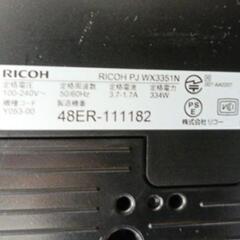 RICOH RICOH PJ WX3351N
定格電圧 定格周波数 定格電流 定格電力
100-240V～ 50/60Hz 3.7-1.7A 334W
機種コード 製造機番
Y053-00 48ER-111182
PS
E
株式会社リコー